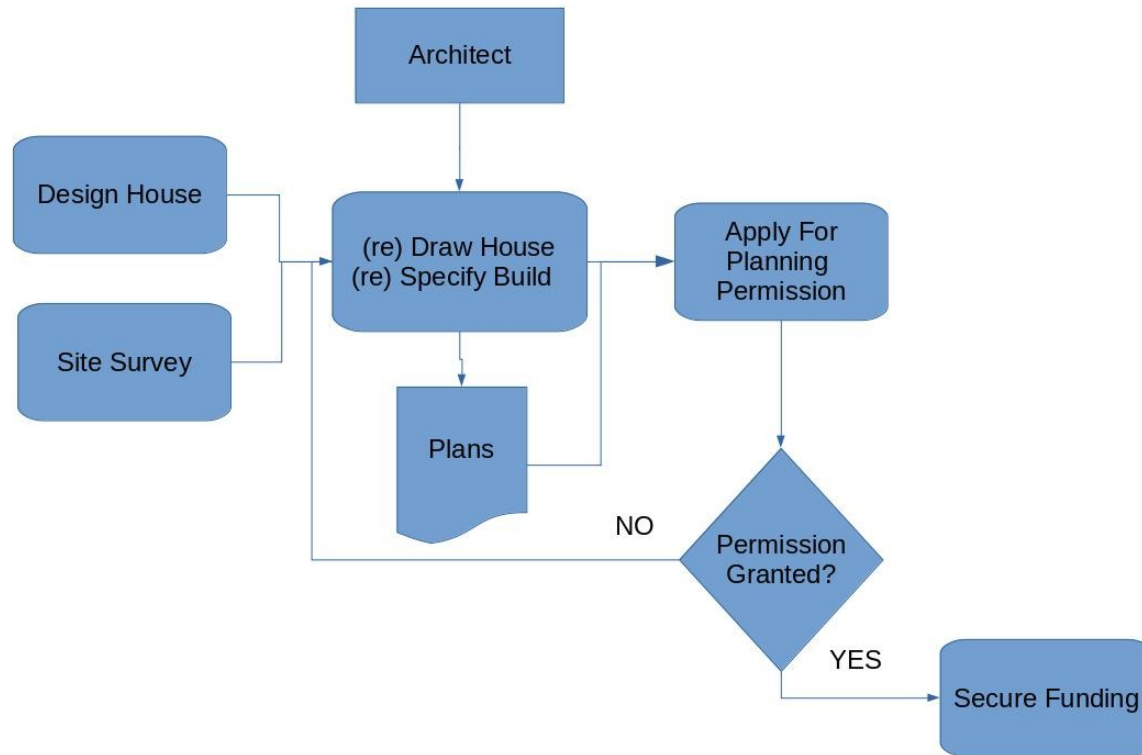 Architect
Design House
(re) Draw House
(re) Specify Build
Apply For
Planning
Permission
Site Survey
Plans
NO
Permission
Granted?
YES
Secure Funding